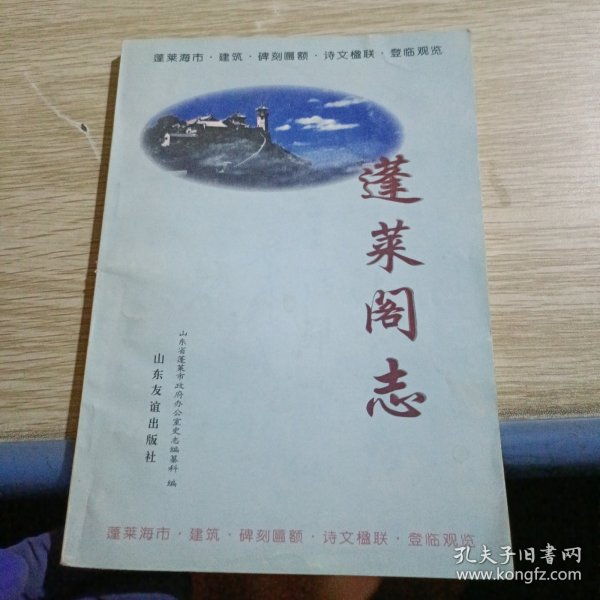 蓬莱海市·建筑·碑刻匾额·诗文楹联·登临观览
蓬莱阁志
山东省蓬莱市政府办公室史志编纂科 编
山东友谊出版社
蓬莱海市·建筑·碑刻匾额·诗文楹联·登临观览
孔夫子旧书网
www.kongfz.com